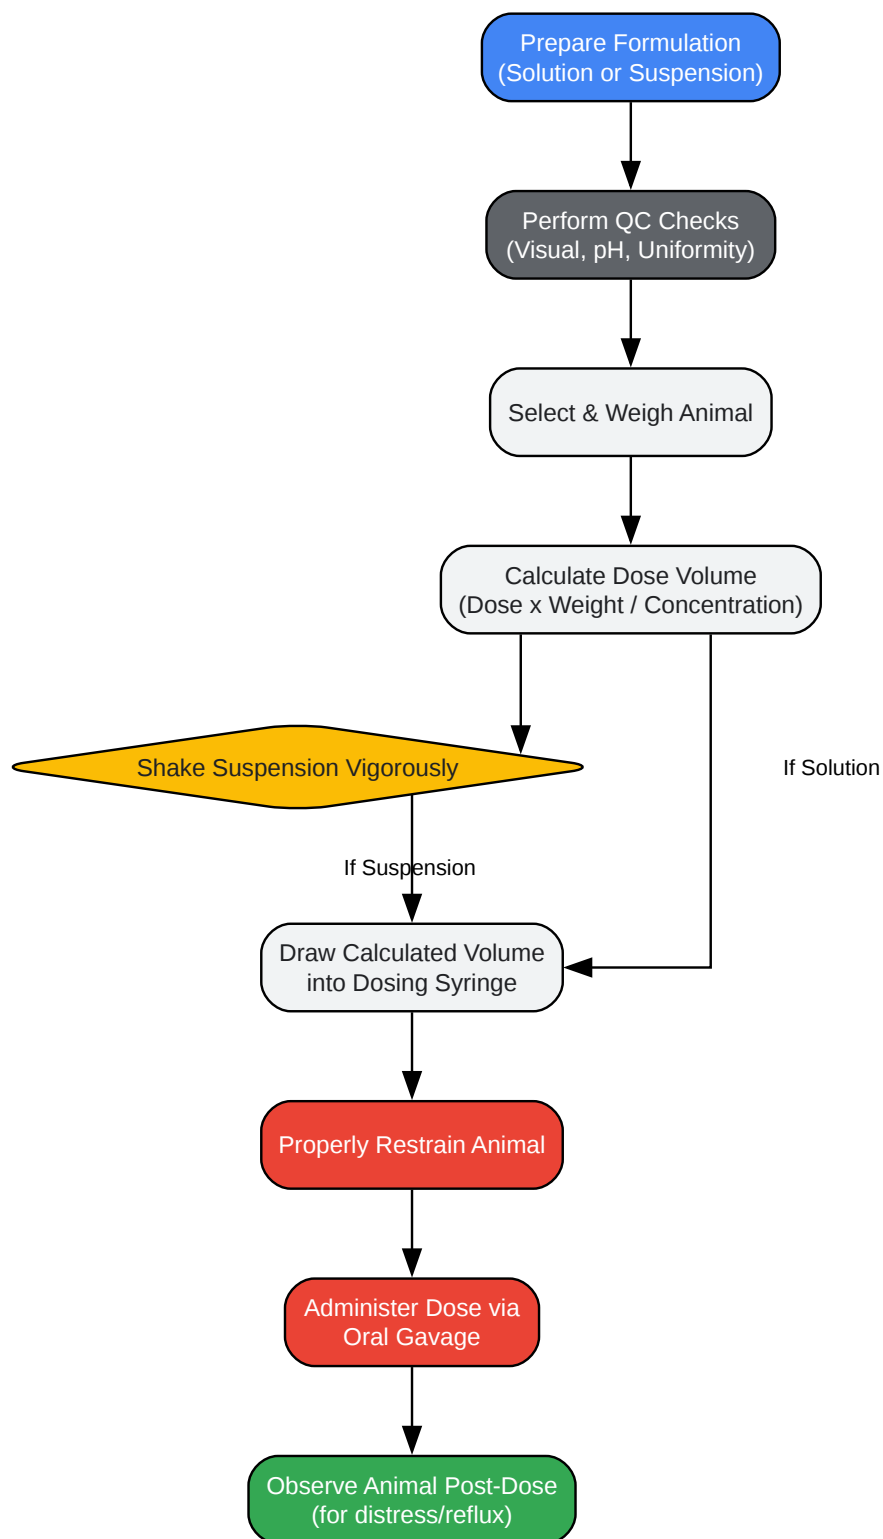 Prepare Formulation
(Solution or Suspension)
Perform QC Checks
(Visual, pH, Uniformity)
Select & Weigh Animal
Calculate Dose Volume
(Dose x Weight / Concentration)
Shake Suspension Vigorously
If Solution
If Suspension
Draw Calculated Volume
into Dosing Syringe
Properly Restrain Animal
Administer Dose via
Oral Gavage
Observe Animal Post-Dose
(for distress/reflux)